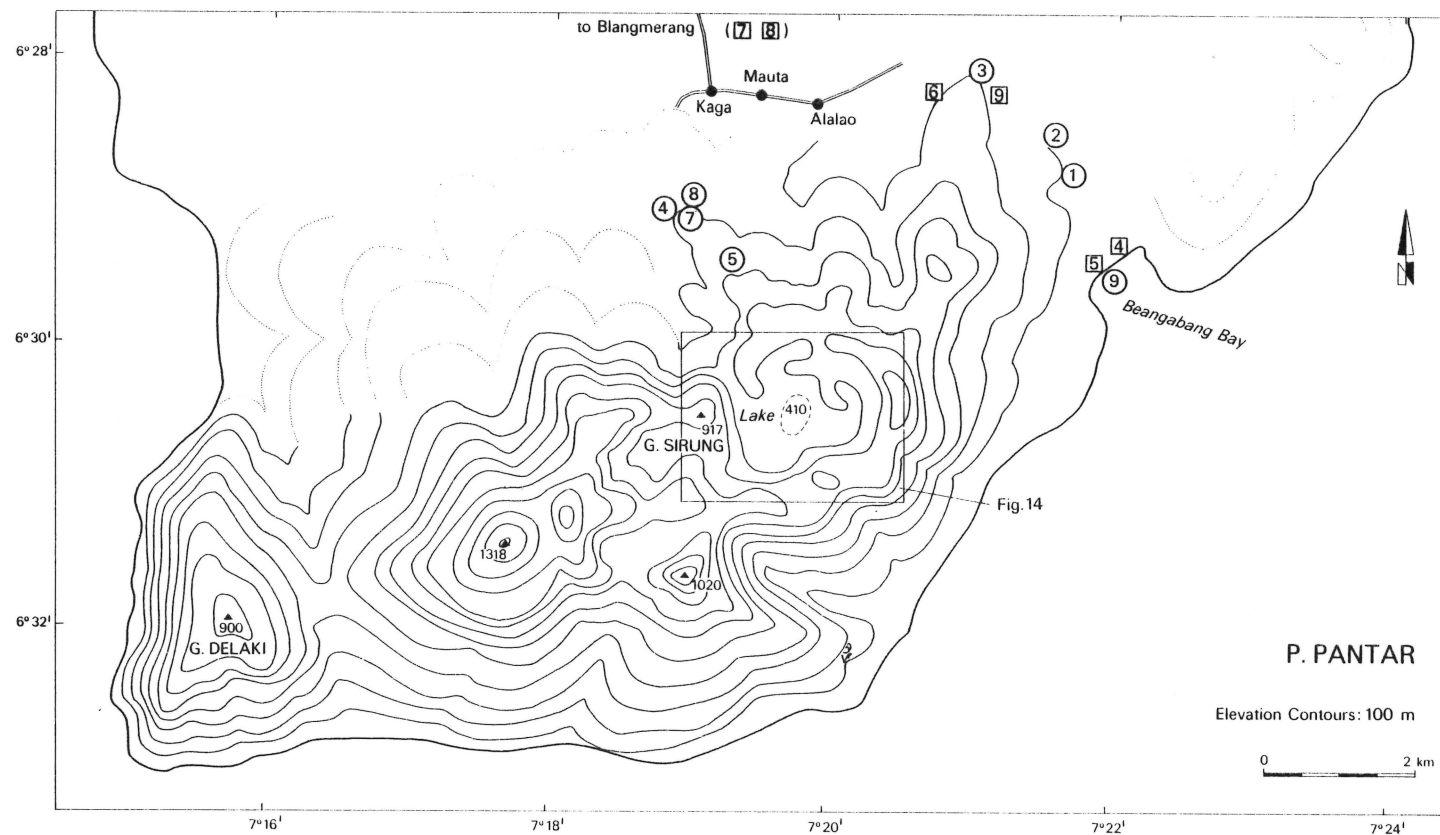 to Blangmerang ( 7 8 )
6°28'
3
Mauta
6
9
Kaga
Alalao
2
1
8
4
7
5
4
5
9
Beangabang Bay
N
6°30'
Lake
410
917
G. SIRUNG
Fig.14
1318
1020
6°32'
900
G. DELAKI
P. PANTAR
Elevation Contours: 100 m
0 2 km
7°16' 7°18' 7°20' 7°22' 7°24'